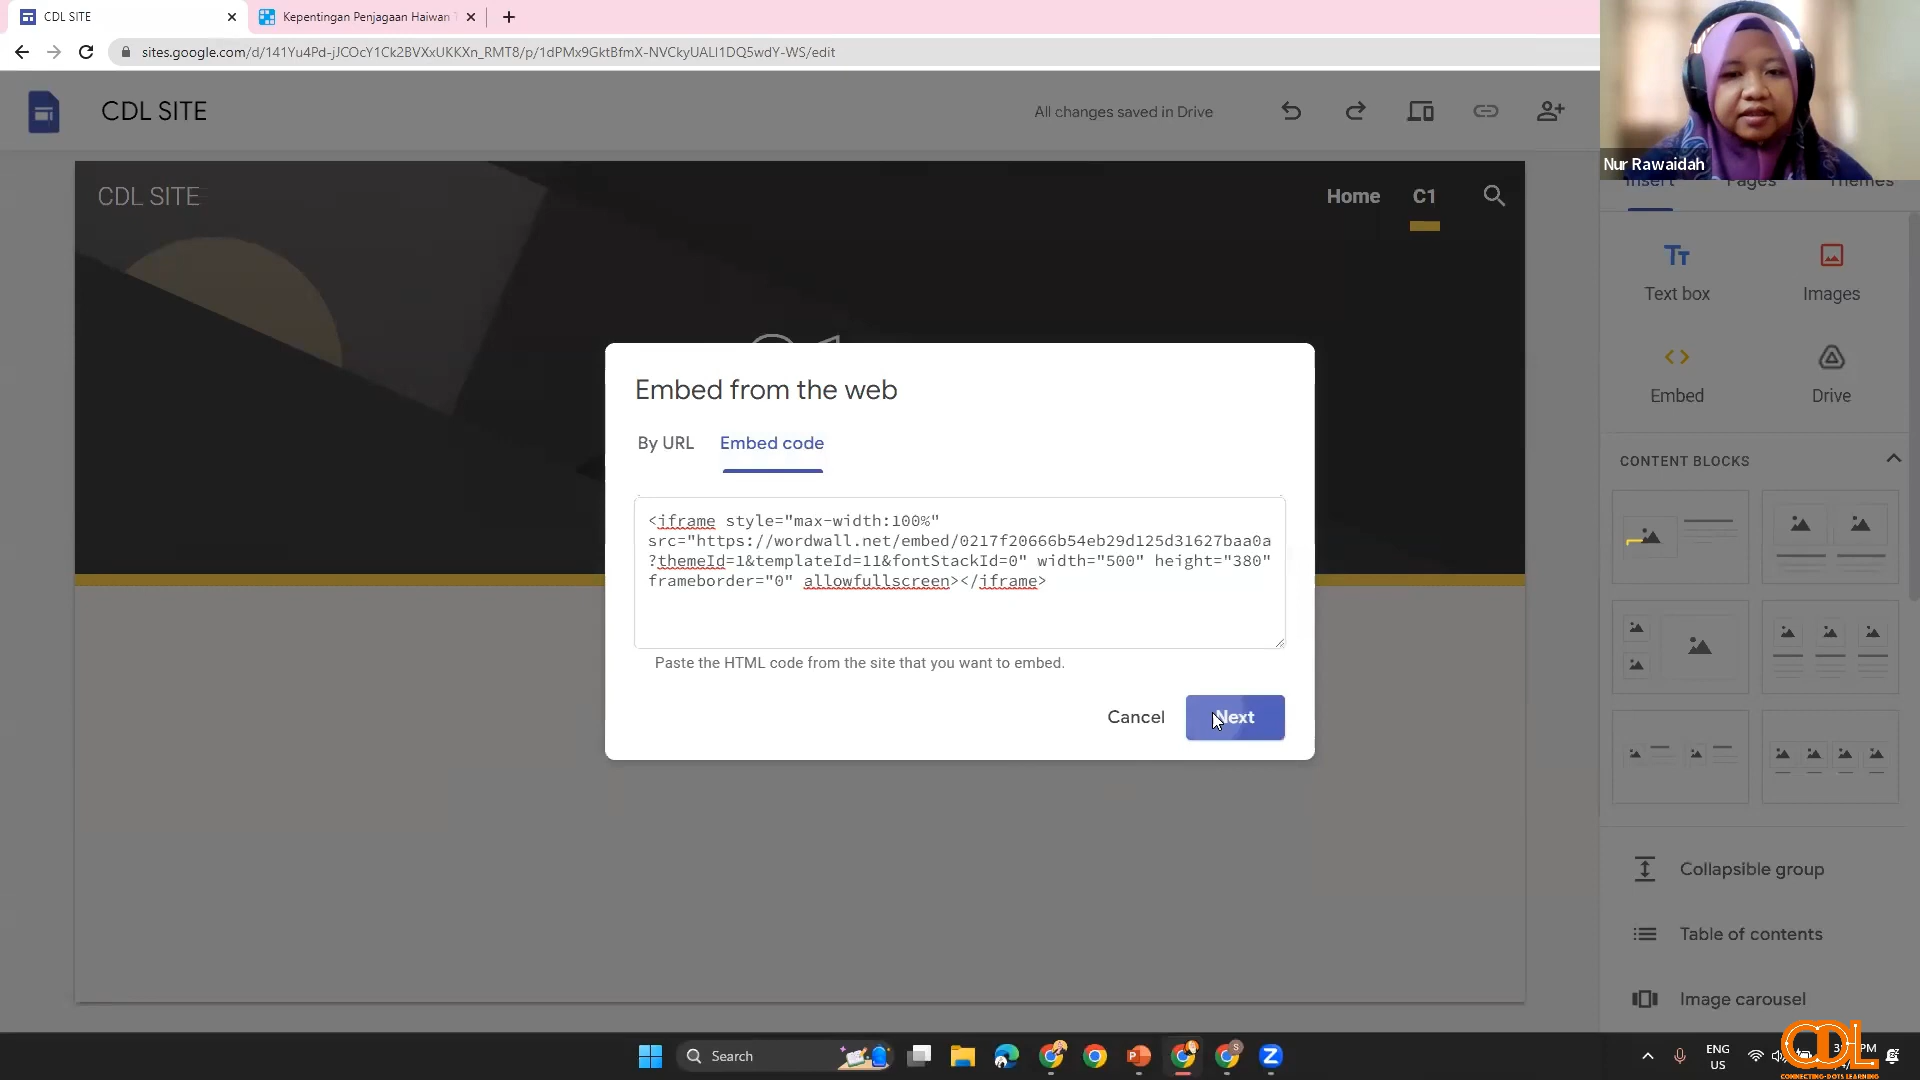 CDL SITE
Kepentingan Penjagaan Haiwan
sites.google.com/d/141Yu4Pd-jJCOcY1Ck2BVXxUKKXn_RMT8/p/1dPMx9GktBfmX-NVCkyUALl1DQ5wdY-WS/edit
CDL SITE
All changes saved in Drive
Nur Rawaidah
Insert Pages Themes
CDL SITE
Home C1
Text box
Images
Embed
Drive
Embed from the web
By URL Embed code
<iframe style="max-width:100%"
src="https://wordwall.net/embed/0217f20666b54eb29d125d31627baa0a
?themeId=1&templateId=11&fontStackId=0" width="500" height="380"
frameborder="0" allowfullscreen></iframe>
Paste the HTML code from the site that you want to embed.
Cancel
Next
CONTENT BLOCKS
Collapsible group
Table of contents
Image carousel
Search
ENG
US
PM
CDL
CONNECTING-DOTS LEARNING